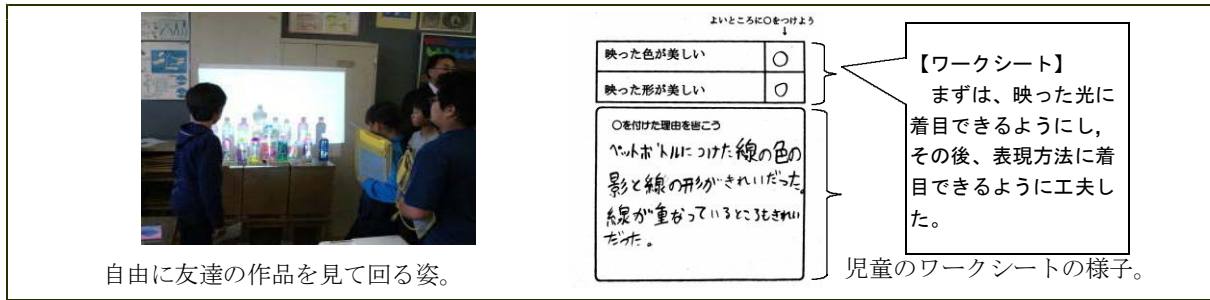 よいところに○をつけよう
↓
映った色が美しい ○
映った形が美しい ○
○を付けた理由を書こう
ペットボトルにつけた線の色の
影と線の形がきれいだった。
線が重なっているところもきれい
だった。
【ワークシート】
まずは、映った光に
着目できるようにし,
その後、表現方法に着
目できるように工夫し
た。
自由に友達の作品を見て回る姿。
児童のワークシートの様子。